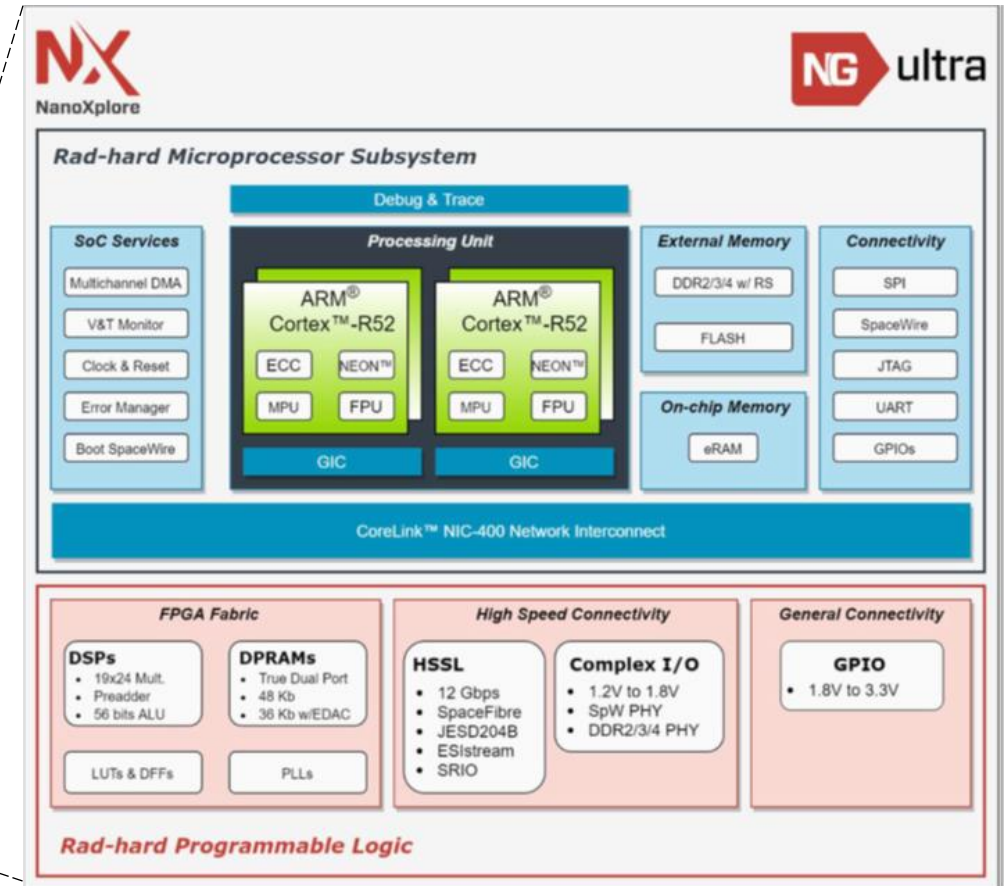 NX
NanoXplore
NG ultra
Rad-hard Microprocessor Subsystem
Debug & Trace
SoC Services
Multichannel DMA
V&T Monitor
Clock & Reset
Error Manager
Boot SpaceWire
Processing Unit
ARM®
Cortex™-R52
ECC
NEON™
MPU
FPU
GIC
ARM®
Cortex™-R52
ECC
NEON™
MPU
FPU
GIC
External Memory
DDR2/3/4 w/ RS
FLASH
On-chip Memory
eRAM
Connectivity
SPI
SpaceWire
JTAG
UART
GPIOs
CoreLink™ NIC-400 Network Interconnect
FPGA Fabric
DSPs
• 19x24 Mult.
• Preadder
• 56 bits ALU
DPRAMs
• True Dual Port
• 48 Kb
• 36 Kb w/EDAC
LUTs & DFFs
PLLs
High Speed Connectivity
HSSL
• 12 Gbps
• SpaceFibre
• JESD204B
• ESIstream
• SRIO
Complex I/O
• 1.2V to 1.8V
• SpW PHY
• DDR2/3/4 PHY
General Connectivity
GPIO
• 1.8V to 3.3V
Rad-hard Programmable Logic